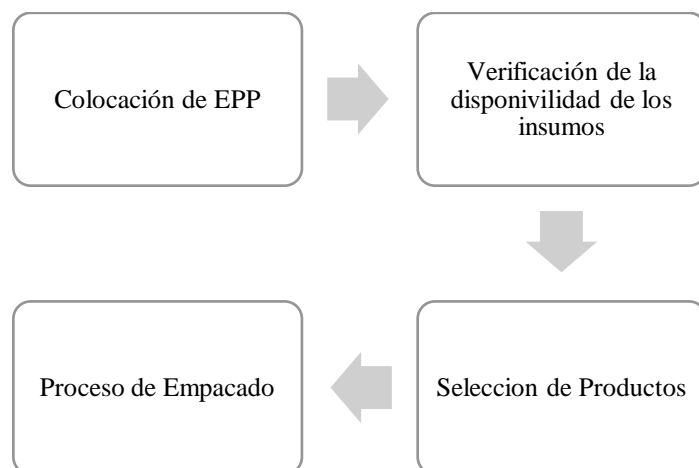 Colocación de EPP
Verificación de la
disponivilidad de los
insumos
Seleccion de Productos
Proceso de Empacado